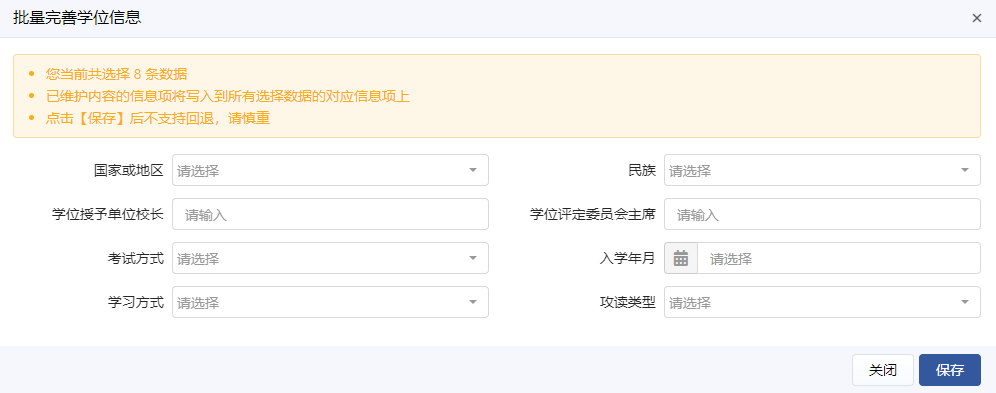 批量完善学位信息
×
• 您当前共选择 8 条数据
• 已维护内容的信息项将写入到所有选择数据的对应信息项上
• 点击【保存】后不支持回退，请慎重
国家或地区 请选择 民族 请选择
学位授予单位校长 请输入 学位评定委员会主席 请输入
考试方式 请选择 入学年月 请选择
学习方式 请选择 攻读类型 请选择
关闭 保存